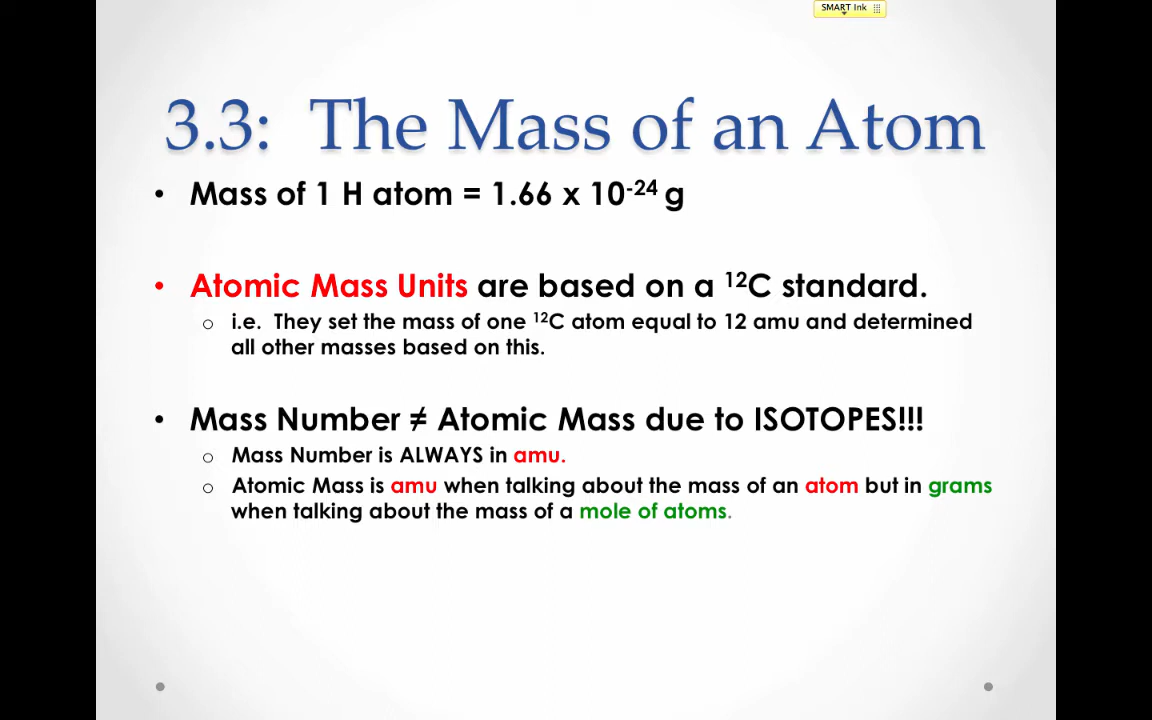 SMART Ink
3.3: The Mass of an Atom
• Mass of 1 H atom = 1.66 x 10⁻²⁴ g
• Atomic Mass Units are based on a ¹²C standard.
o i.e. They set the mass of one ¹²C atom equal to 12 amu and determined
all other masses based on this.
• Mass Number ≠ Atomic Mass due to ISOTOPES!!!
o Mass Number is ALWAYS in amu.
o Atomic Mass is amu when talking about the mass of an atom but in grams
when talking about the mass of a mole of atoms.